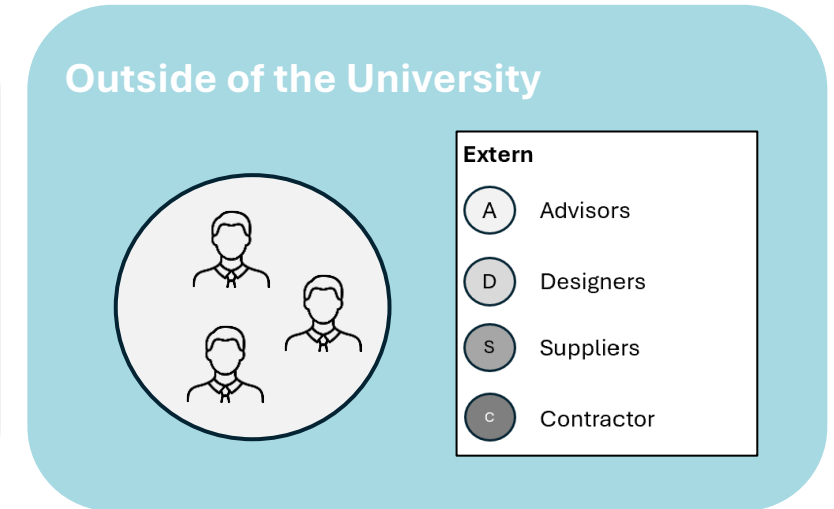 Outside of the University
Extern
A Advisors
D Designers
S Suppliers
C Contractor